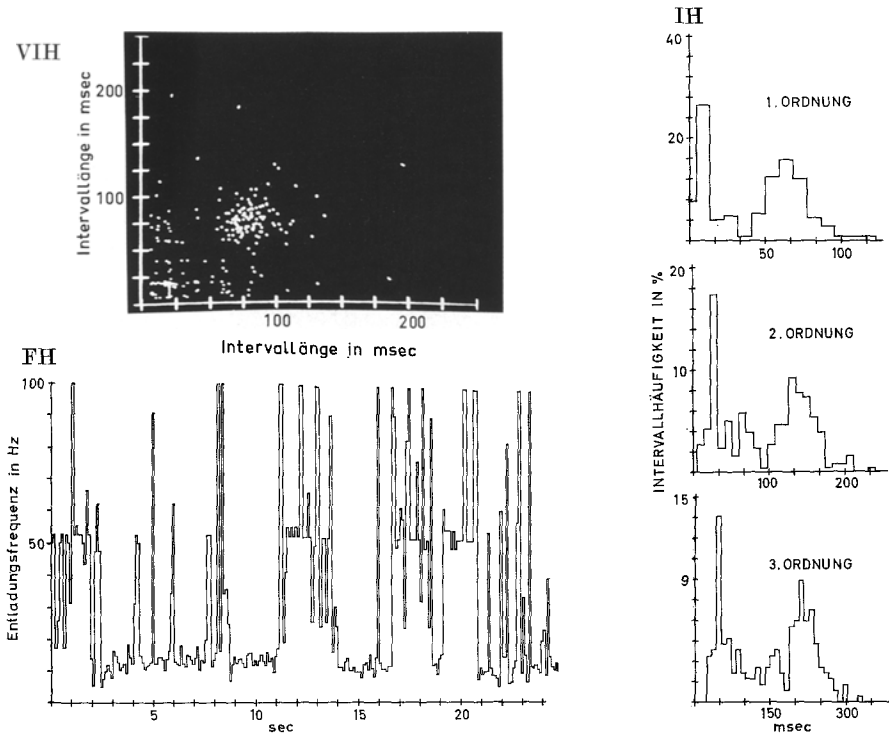 VIH
Intervallänge in msec
200
100
100
200
Intervallänge in msec
FH
Entladungsfrequenz in Hz
100
50
5
10
15
20
sec
IH
INTERVALLHÄUFIGKEIT IN %
40
20
1. ORDNUNG
50
100
20
10
2. ORDNUNG
100
200
15
9
3. ORDNUNG
150
300
msec